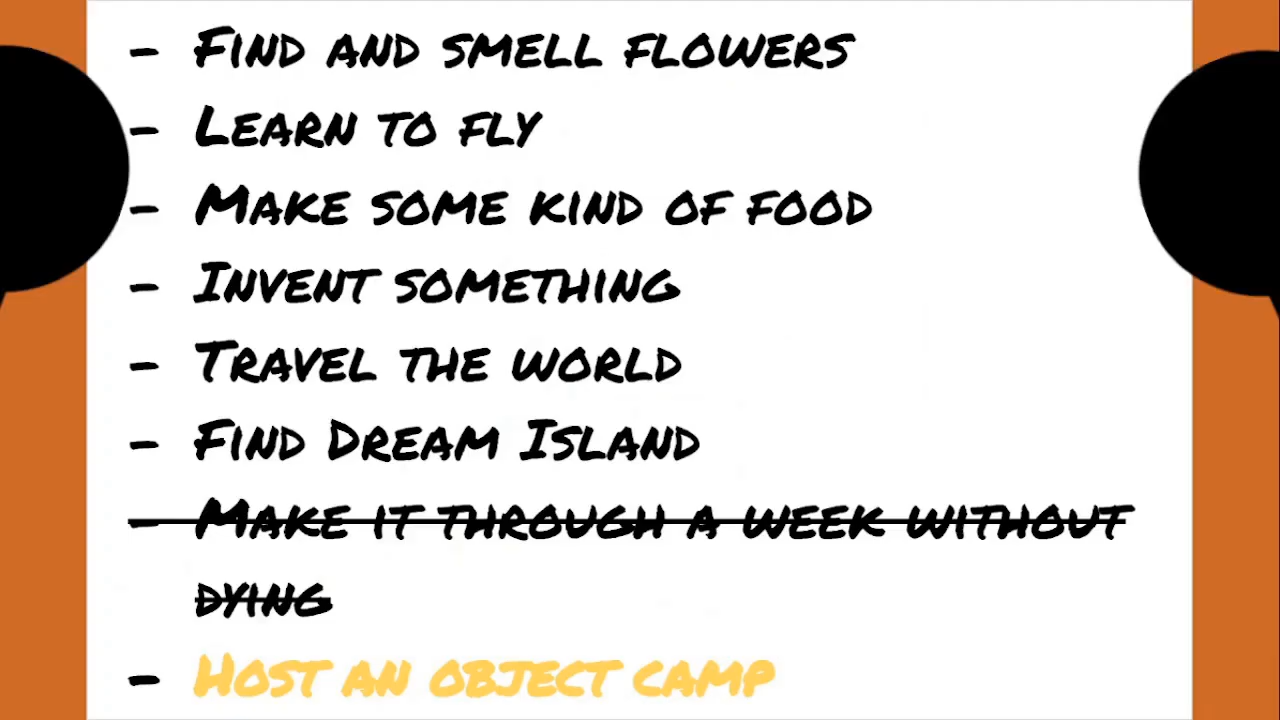 - Find and smell flowers
- Learn to fly
- Make some kind of food
- Invent something
- Travel the world
- Find Dream Island
- Make it through a week without
dying
- Host an object camp